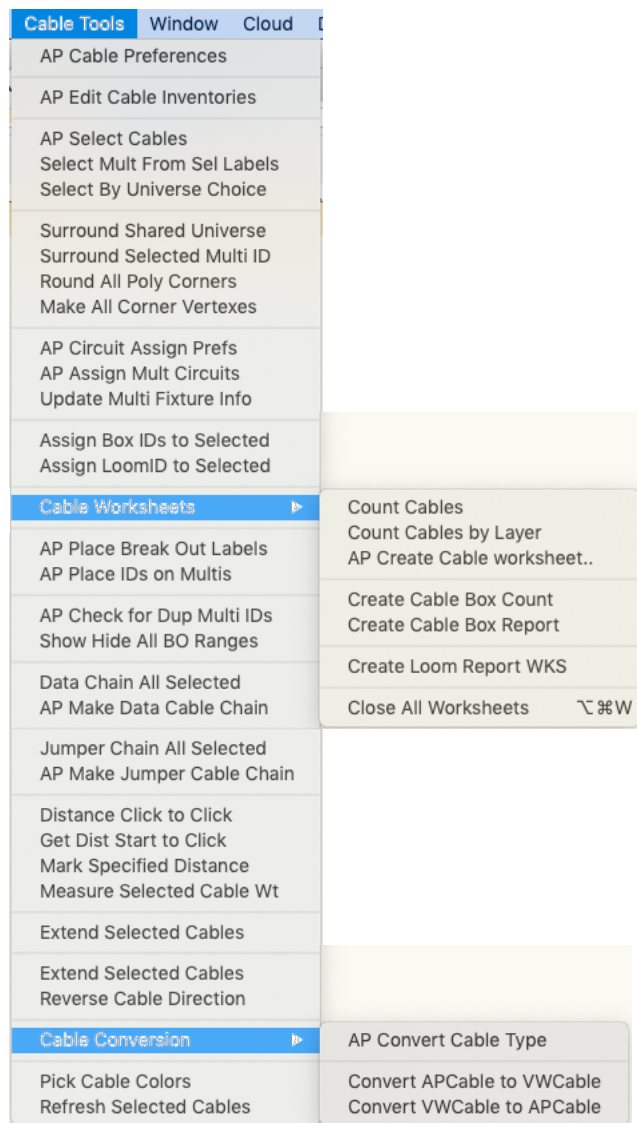 Cable Tools Window Cloud
AP Cable Preferences
AP Edit Cable Inventories
AP Select Cables
Select Mult From Sel Labels
Select By Universe Choice
Surround Shared Universe
Surround Selected Multi ID
Round All Poly Corners
Make All Corner Vertexes
AP Circuit Assign Prefs
AP Assign Mult Circuits
Update Multi Fixture Info
Assign Box IDs to Selected
Assign LoomID to Selected
Cable Worksheets
Count Cables
Count Cables by Layer
AP Create Cable worksheet..
Create Cable Box Count
Create Cable Box Report
Create Loom Report WKS
Close All Worksheets ⌥⌘W
AP Place Break Out Labels
AP Place IDs on Multis
AP Check for Dup Multi IDs
Show Hide All BO Ranges
Data Chain All Selected
AP Make Data Cable Chain
Jumper Chain All Selected
AP Make Jumper Cable Chain
Distance Click to Click
Get Dist Start to Click
Mark Specified Distance
Measure Selected Cable Wt
Extend Selected Cables
Extend Selected Cables
Reverse Cable Direction
Cable Conversion
AP Convert Cable Type
Convert APCable to VWCable
Convert VWCable to APCable
Pick Cable Colors
Refresh Selected Cables